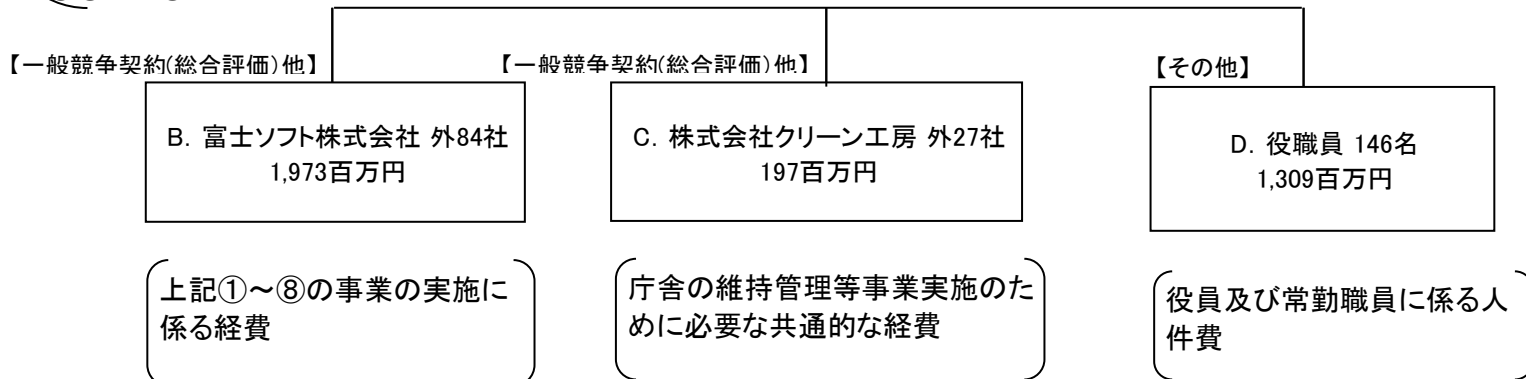 【一般競争契約(総合評価)他】
【一般競争契約(総合評価)他】
【その他】
B. 富士ソフト株式会社 外84社
1,973百万円
C. 株式会社クリーン工房 外27社
197百万円
D. 役職員 146名
1,309百万円
上記①～⑧の事業の実施に
係る経費
庁舎の維持管理等事業実施のた
めに必要な共通的な経費
役員及び常勤職員に係る人
件費